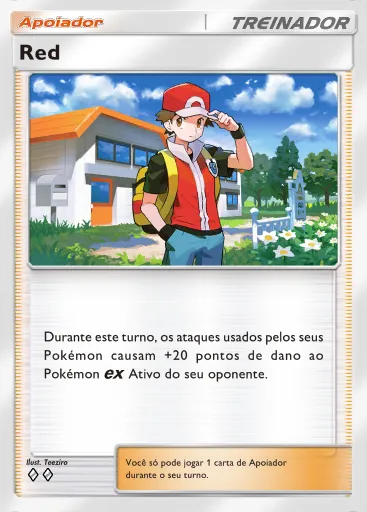 Apoiador
TREINADOR
Red
Durante este turno, os ataques usados pelos seus
Pokémon causam +20 pontos de dano ao
Pokémon ex Ativo do seu oponente.
Ilust. Teeziro
Você só pode jogar 1 carta de Apoiador
durante o seu turno.